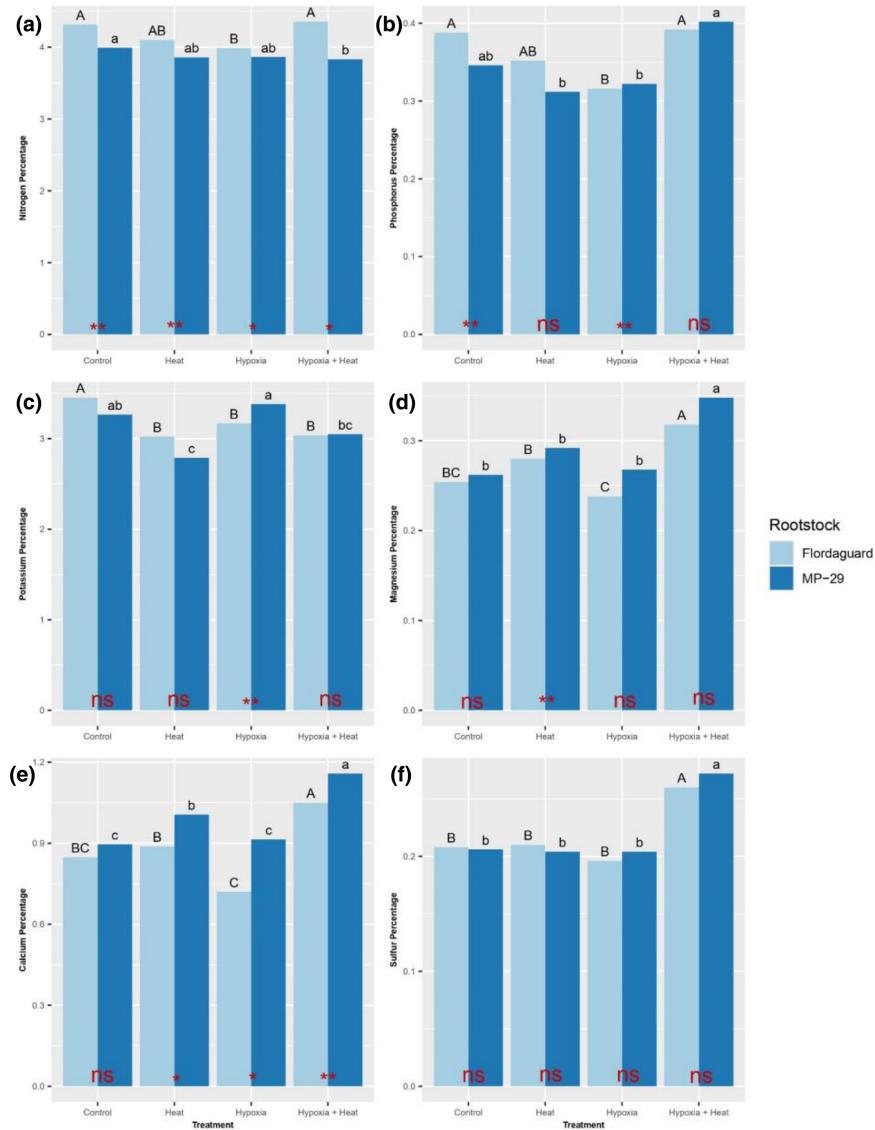 (a)
Nitrogen Percentage
4
3
2
1
0
A
a
AB
ab
B
ab
A
b
**
**
*
*
Control
Heat
Hypoxia
Hypoxia + Heat
(b)
Phosphorus Percentage
0.4
0.3
0.2
0.1
0.0
A
ab
AB
b
B
b
A
a
**
ns
**
ns
Control
Heat
Hypoxia
Hypoxia + Heat
(c)
Potassium Percentage
3
2
1
0
A
ab
B
c
B
a
B
bc
ns
ns
**
ns
Control
Heat
Hypoxia
Hypoxia + Heat
(d)
Magnesium Percentage
0.3
0.2
0.1
0.0
BC
b
B
b
C
b
A
a
ns
**
ns
ns
Control
Heat
Hypoxia
Hypoxia + Heat
Rootstock
Flordaguard
MP−29
(e)
Calcium Percentage
1.2
0.9
0.6
0.3
0.0
BC
c
B
b
C
c
A
a
ns
*
*
**
Control
Heat
Hypoxia
Hypoxia + Heat
Treatment
(f)
Sulfur Percentage
0.2
0.1
0.0
B
b
B
b
B
b
A
a
ns
ns
ns
ns
Control
Heat
Hypoxia
Hypoxia + Heat
Treatment